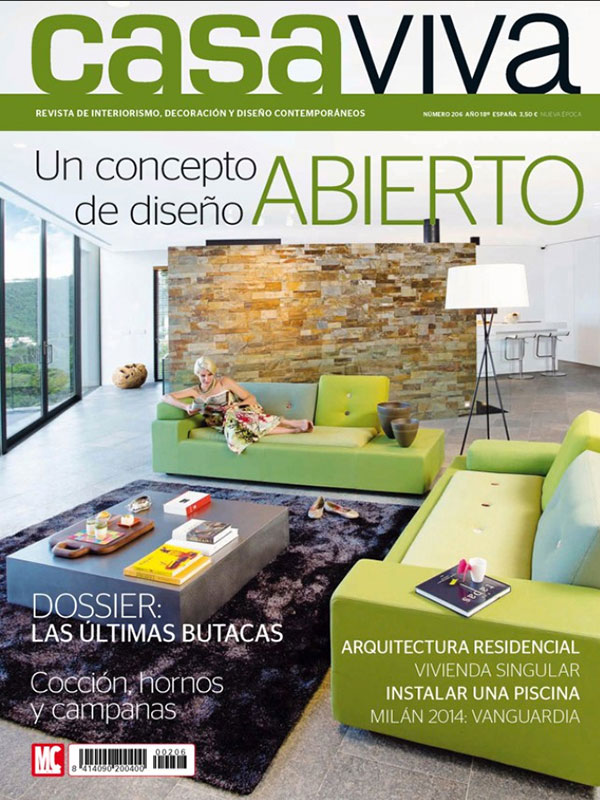 casaviva
REVISTA DE INTERIORISMO, DECORACIÓN Y DISEÑO CONTEMPORÁNEOS
NÚMERO 206 AÑO 18º ESPAÑA 3,50 € NUEVA ÉPOCA
Un concepto
de diseño ABIERTO
DOSSIER:
LAS ÚLTIMAS BUTACAS
Cocción, hornos
y campanas
ARQUITECTURA RESIDENCIAL
VIVIENDA SINGULAR
INSTALAR UNA PISCINA
MILÁN 2014: VANGUARDIA
MC
00206
8 414090 200400